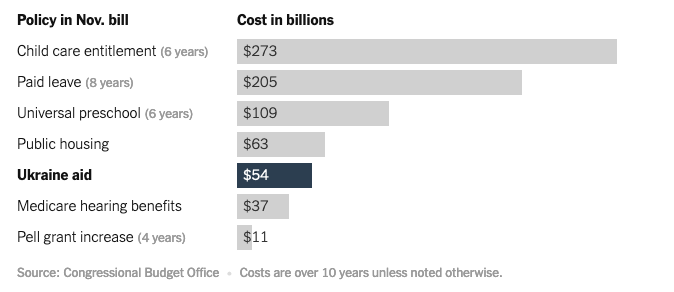 Policy in Nov. bill Cost in billions
Child care entitlement (6 years) $273
Paid leave (8 years) $205
Universal preschool (6 years) $109
Public housing $63
Ukraine aid $54
Medicare hearing benefits $37
Pell grant increase (4 years) $11
Source: Congressional Budget Office • Costs are over 10 years unless noted otherwise.